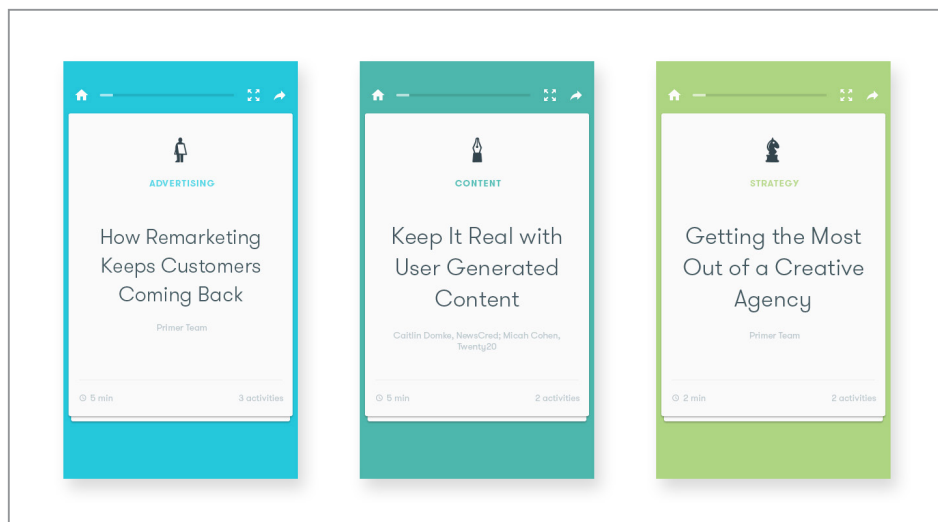 ADVERTISING
How Remarketing
Keeps Customers
Coming Back
Primer Team
5 min
3 activities
CONTENT
Keep It Real with
User Generated
Content
Caitlin Domke, NewsCred; Micah Cohen,
Twenty20
5 min
2 activities
STRATEGY
Getting the Most
Out of a Creative
Agency
Primer Team
2 min
2 activities